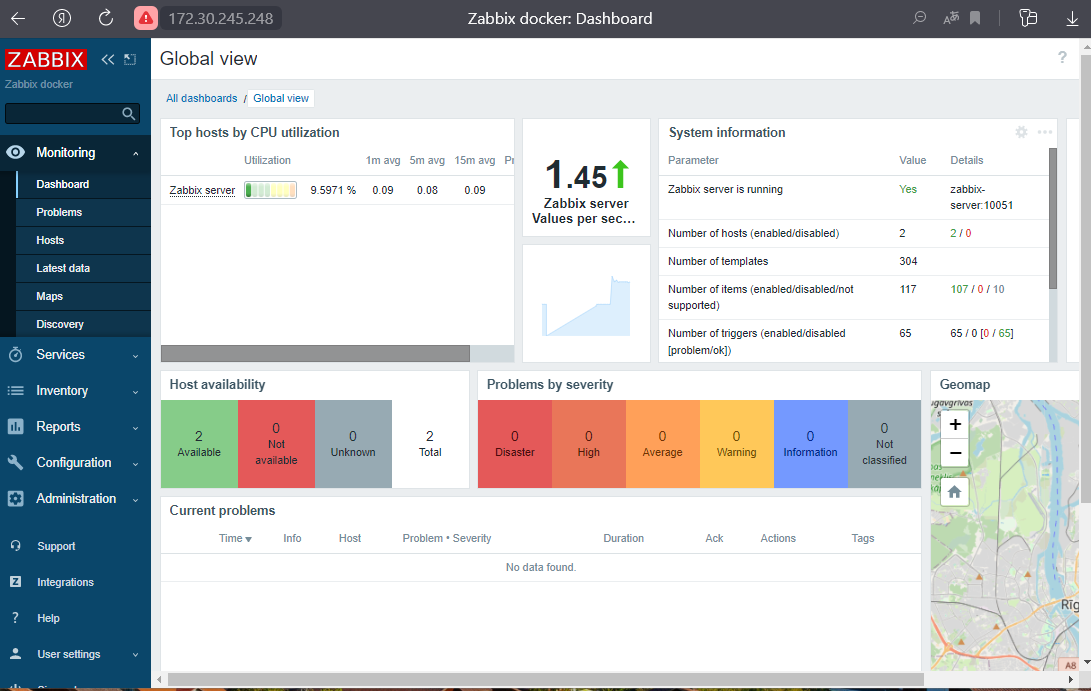 172.30.245.248
Zabbix docker: Dashboard
ZABBIX
Zabbix docker
Monitoring
Dashboard
Problems
Hosts
Latest data
Maps
Discovery
Services
Inventory
Reports
Configuration
Administration
Support
Z Integrations
? Help
User settings
Global view
?
All dashboards / Global view
Top hosts by CPU utilization
Utilization 1m avg 5m avg 15m avg
Zabbix server 9.5971 % 0.09 0.08 0.09
1.45
Zabbix server
Values per sec...
System information
Parameter Value Details
Zabbix server is running Yes zabbix-
server:10051
Number of hosts (enabled/disabled) 2 2 / 0
Number of templates 304
Number of items (enabled/disabled/not 117 107 / 0 / 10
supported)
Number of triggers (enabled/disabled 65 65 / 0 [0 / 65]
[problem/ok])
Host availability
2
Available
0
Not
available
0
Unknown
2
Total
Problems by severity
0
Disaster
0
High
0
Average
0
Warning
0
Information
0
Not
classified
Geomap
+
−
A8
Current problems
Time Info Host Problem • Severity Duration Ack Actions Tags
No data found.